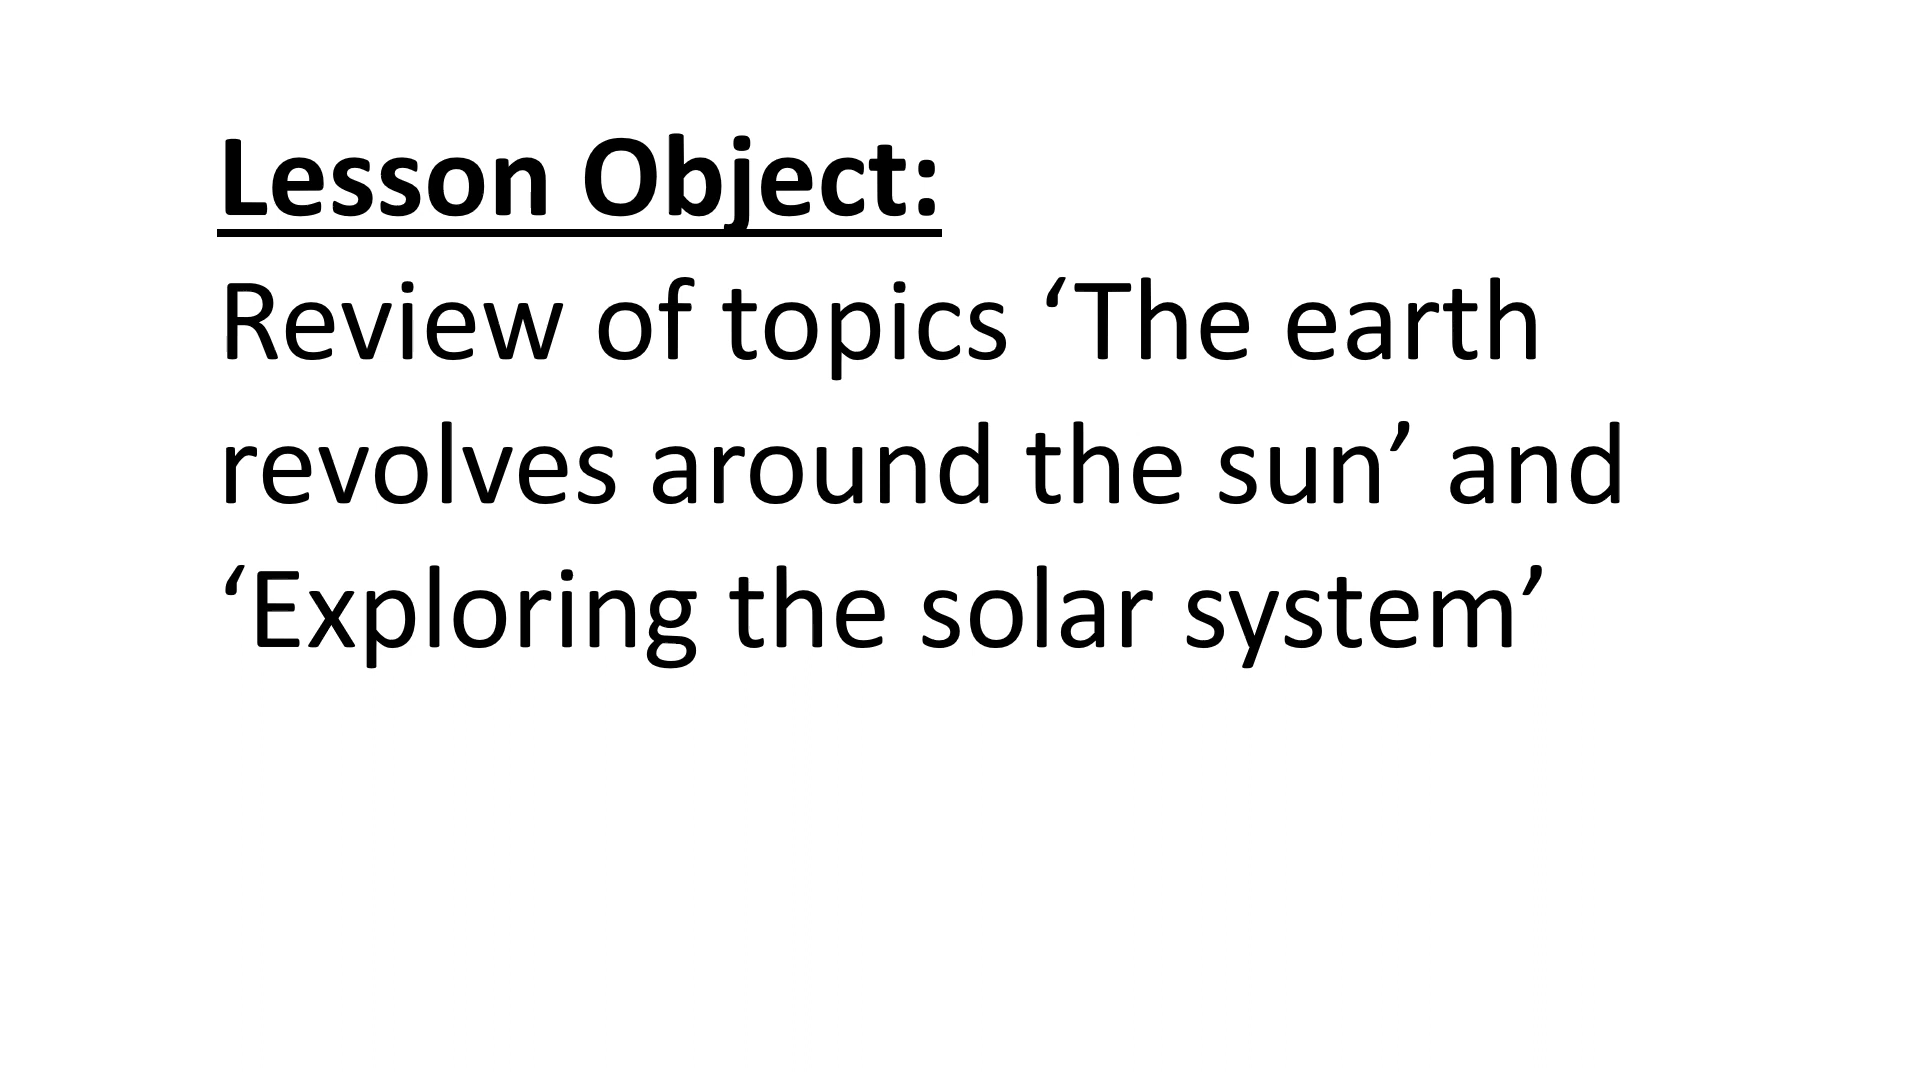 Lesson Object:
Review of topics ‘The earth
revolves around the sun’ and
‘Exploring the solar system’